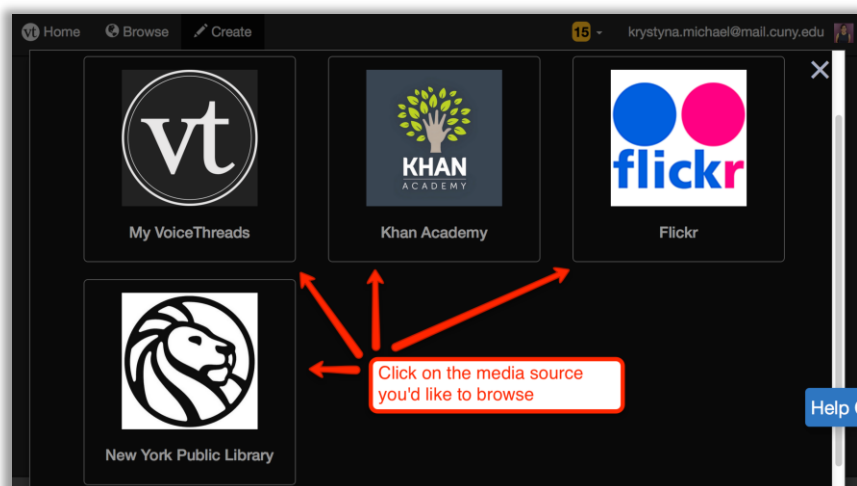 vt Home Browse Create 15 krystyna.michael@mail.cuny.edu
vt
KHAN
ACADEMY
flickr
My VoiceThreads
Khan Academy
Flickr
Click on the media source
you'd like to browse
Help
New York Public Library